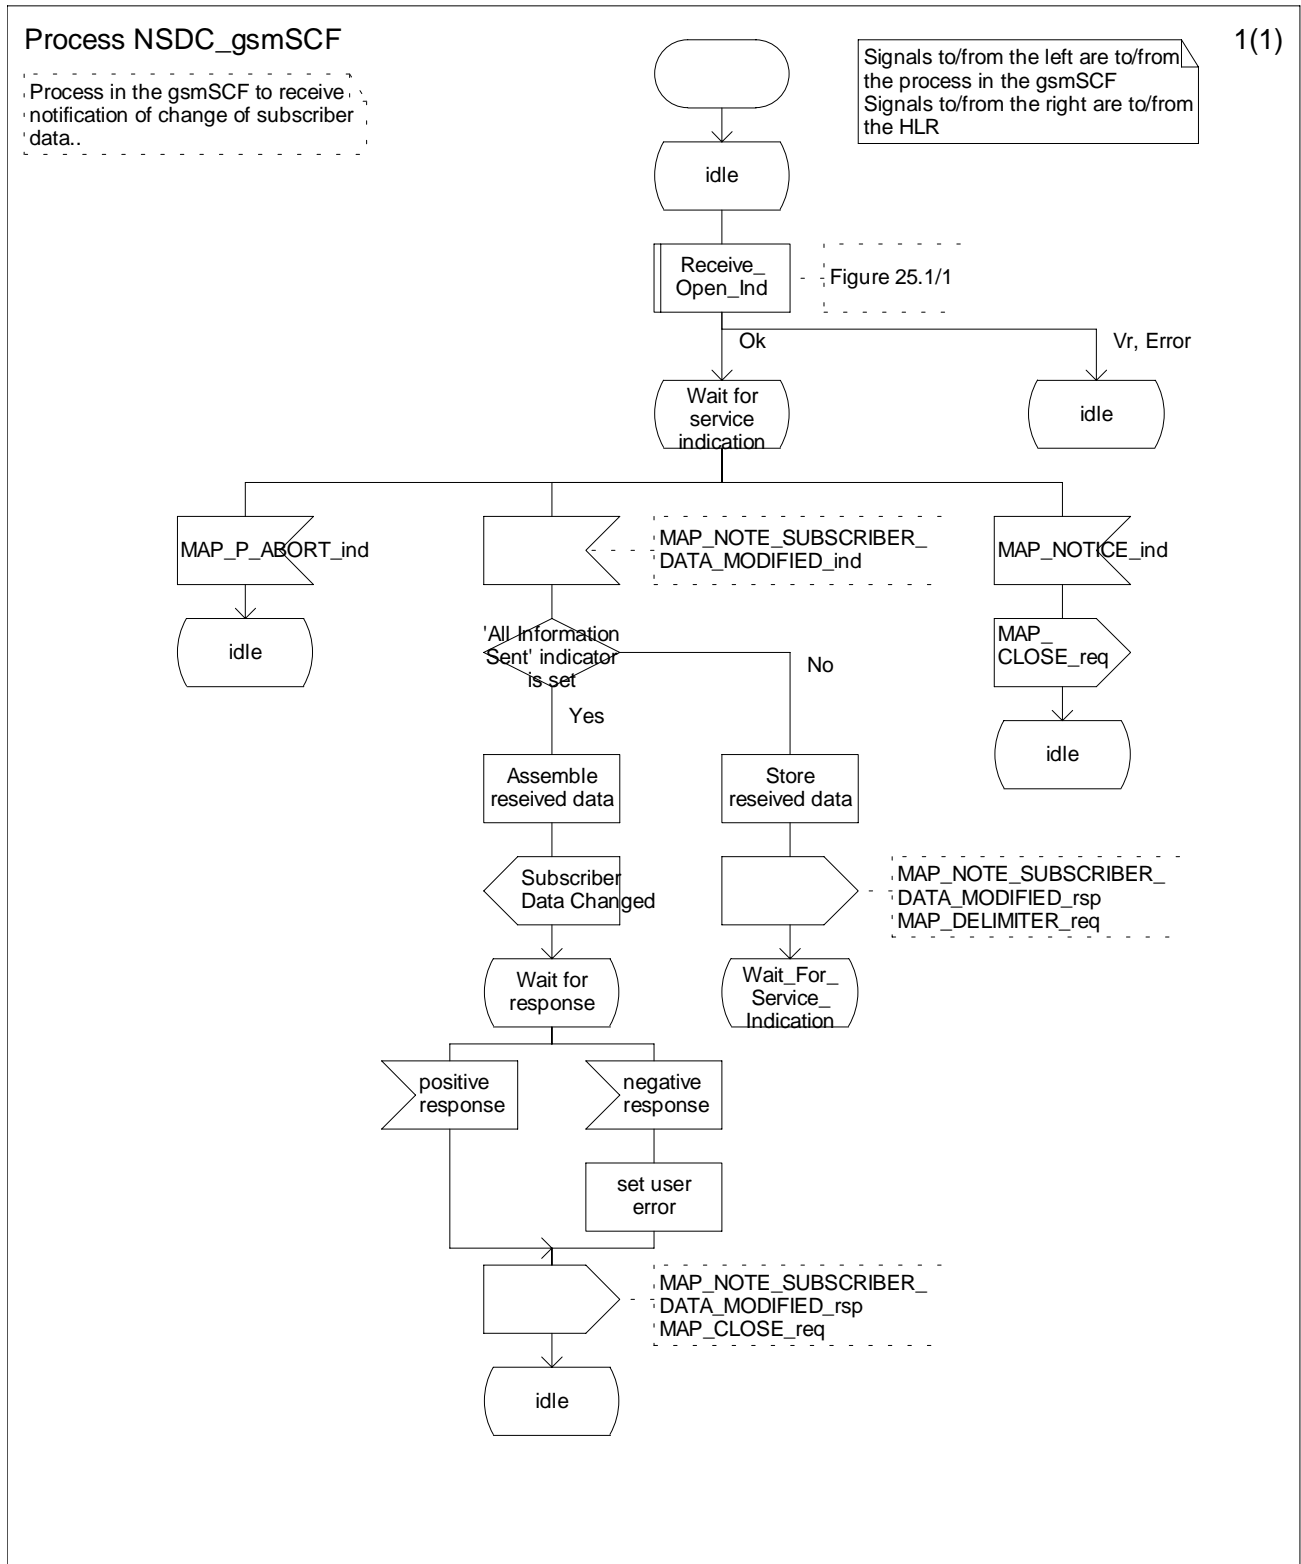 Process NSDC_gsmSCF
1(1)
Process in the gsmSCF to receive
notification of change of subscriber
data..
Signals to/from the left are to/from
the process in the gsmSCF
Signals to/from the right are to/from
the HLR
idle
Receive_
Open_Ind
Figure 25.1/1
Ok
Vr, Error
Wait for
service
indication
idle
MAP_P_ABORT_ind
MAP_NOTE_SUBSCRIBER_
DATA_MODIFIED_ind
MAP_NOTICE_ind
idle
'All Information
Sent' indicator
is set
No
MAP_
CLOSE_req
Yes
idle
Assemble
reseived data
Store
reseived data
Subscriber
Data Changed
MAP_NOTE_SUBSCRIBER_
DATA_MODIFIED_rsp
MAP_DELIMITER_req
Wait for
response
Wait_For_
Service_
Indication
positive
response
negative
response
set user
error
MAP_NOTE_SUBSCRIBER_
DATA_MODIFIED_rsp
MAP_CLOSE_req
idle